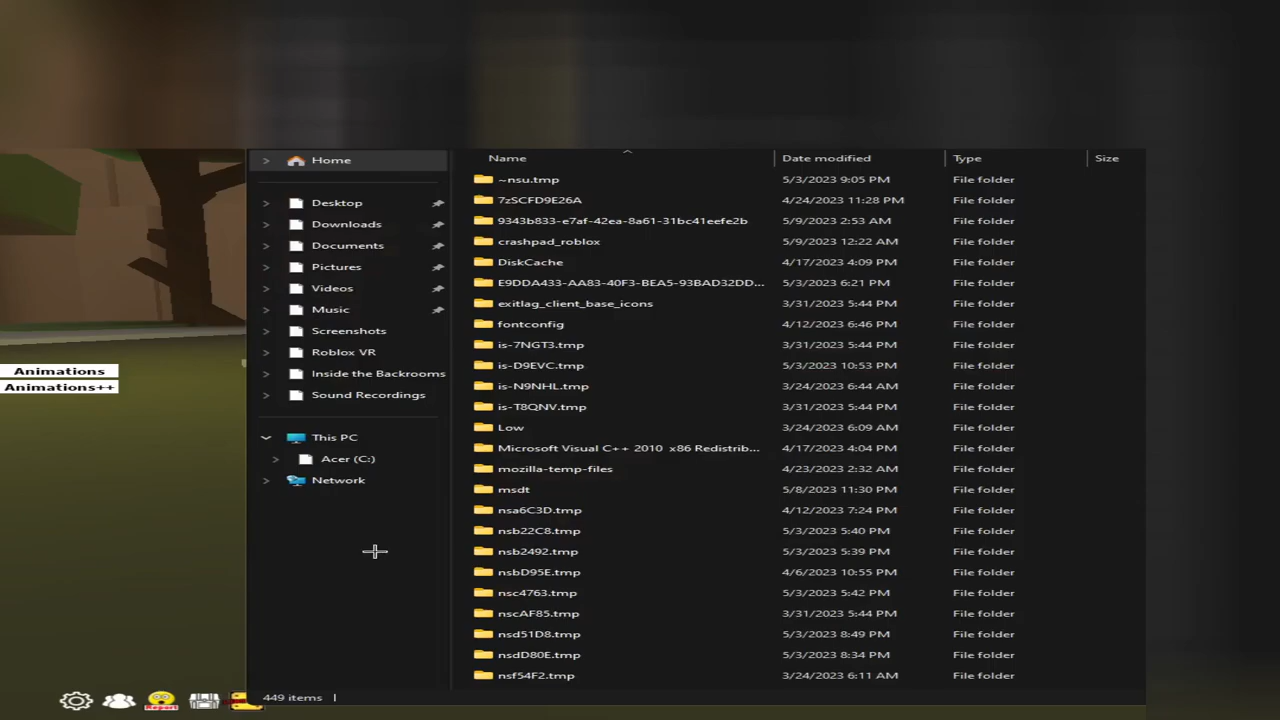 Home
Desktop
Downloads
Documents
Pictures
Videos
Music
Screenshots
Roblox VR
Inside the Backrooms
Sound Recordings
This PC
Acer (C:)
Network
Name Date modified Type Size
~nsu.tmp 5/3/2023 9:05 PM File folder
7zSCFD9E26A 4/24/2023 11:28 PM File folder
9343b833-e7af-42ea-8a61-31bc41eefe2b 5/9/2023 2:53 AM File folder
crashpad_roblox 5/9/2023 12:22 AM File folder
DiskCache 4/17/2023 4:09 PM File folder
E9DDA433-AA83-40F3-BEA5-93BAD32DD... 5/3/2023 6:21 PM File folder
exitlag_client_base_icons 3/31/2023 5:44 PM File folder
fontconfig 4/12/2023 6:46 PM File folder
is-7NGT3.tmp 3/31/2023 5:44 PM File folder
is-D9EVC.tmp 5/3/2023 10:53 PM File folder
is-N9NHL.tmp 3/24/2023 6:44 AM File folder
is-T8QNV.tmp 3/31/2023 5:44 PM File folder
Low 3/24/2023 6:09 AM File folder
Microsoft Visual C++ 2010 x86 Redistrib... 4/17/2023 4:04 PM File folder
mozilla-temp-files 4/23/2023 2:32 AM File folder
msdt 5/8/2023 11:30 PM File folder
nsa6C3D.tmp 4/12/2023 7:24 PM File folder
nsb22C8.tmp 5/3/2023 5:40 PM File folder
nsb2492.tmp 5/3/2023 5:39 PM File folder
nsbD95E.tmp 4/6/2023 10:55 PM File folder
nsc4763.tmp 5/3/2023 5:42 PM File folder
nscAF85.tmp 3/31/2023 5:44 PM File folder
nsd51D8.tmp 5/3/2023 8:49 PM File folder
nsdD80E.tmp 5/3/2023 8:34 PM File folder
nsf54F2.tmp 3/24/2023 6:11 AM File folder
449 items
Animations
Animations++
Report